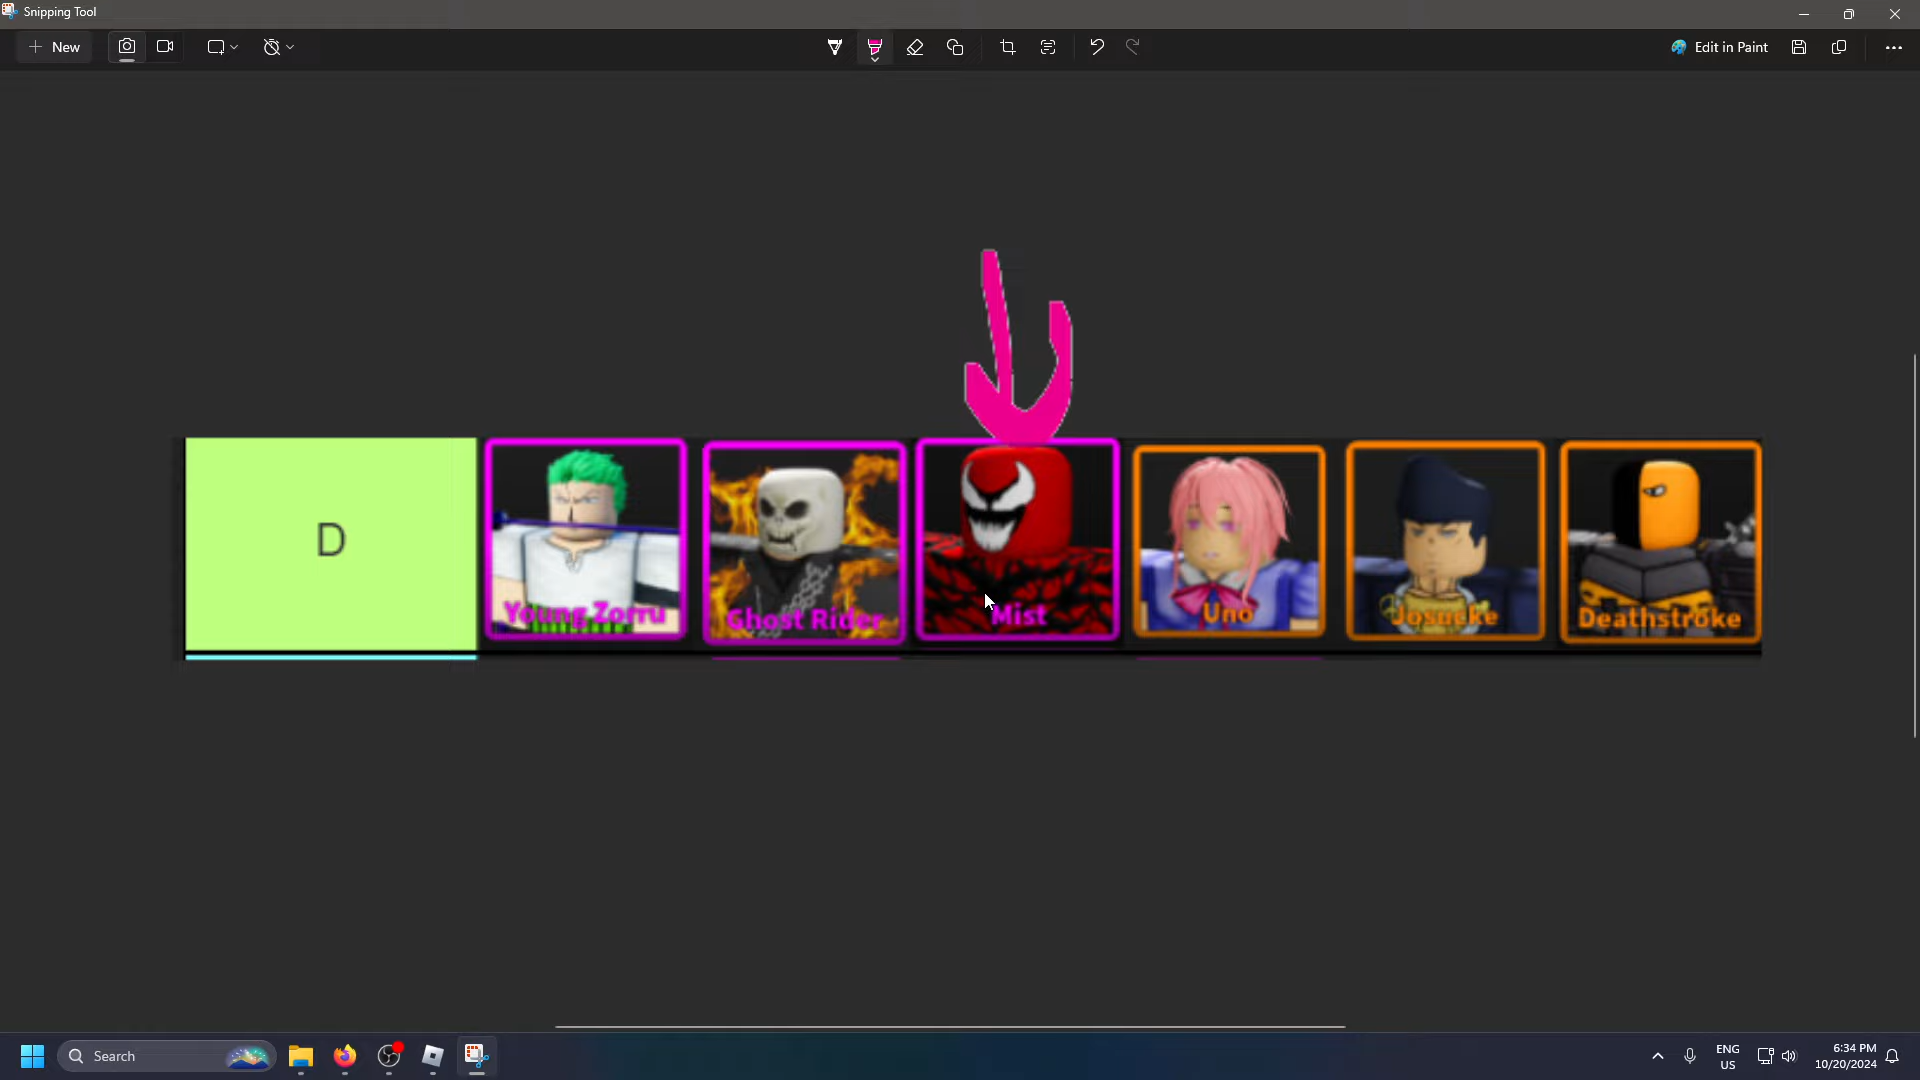 Snipping Tool
New
Edit in Paint
D
Young Zorru
Ghost Rider
Mist
Uno
Josucke
Deathstroke
Search
ENG
US
6:34 PM
10/20/2024